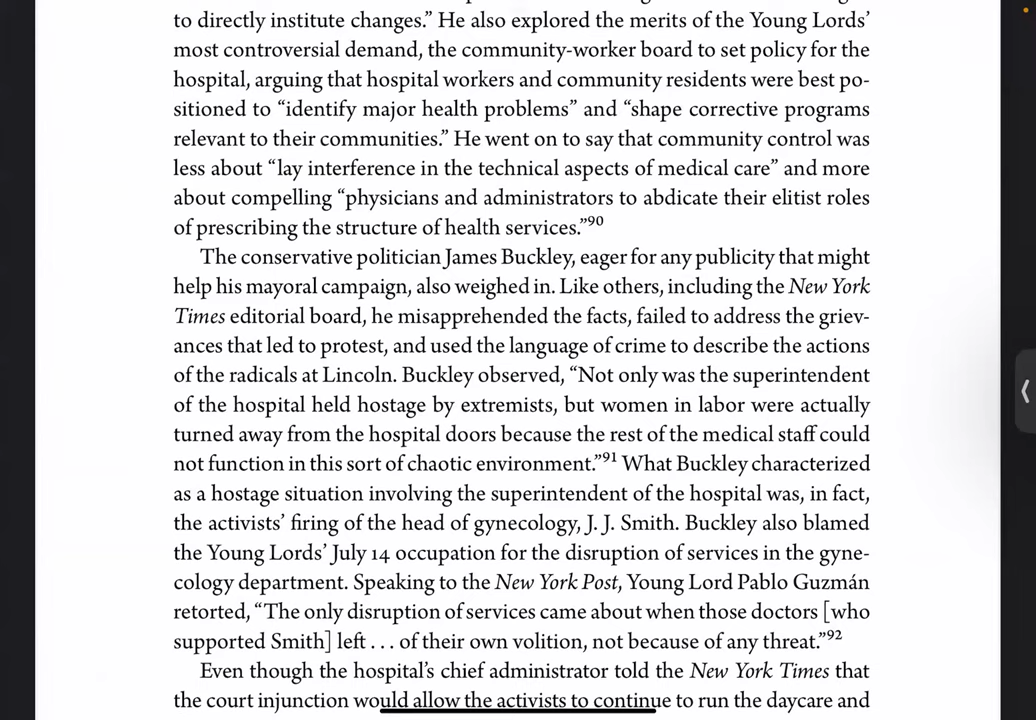 to directly institute changes.” He also explored the merits of the Young Lords’
most controversial demand, the community-worker board to set policy for the
hospital, arguing that hospital workers and community residents were best po-
sitioned to “identify major health problems” and “shape corrective programs
relevant to their communities.” He went on to say that community control was
less about “lay interference in the technical aspects of medical care” and more
about compelling “physicians and administrators to abdicate their elitist roles
of prescribing the structure of health services.”90
The conservative politician James Buckley, eager for any publicity that might
help his mayoral campaign, also weighed in. Like others, including the New York
Times editorial board, he misapprehended the facts, failed to address the griev-
ances that led to protest, and used the language of crime to describe the actions
of the radicals at Lincoln. Buckley observed, “Not only was the superintendent
of the hospital held hostage by extremists, but women in labor were actually
turned away from the hospital doors because the rest of the medical staff could
not function in this sort of chaotic environment.”91 What Buckley characterized
as a hostage situation involving the superintendent of the hospital was, in fact,
the activists’ firing of the head of gynecology, J. J. Smith. Buckley also blamed
the Young Lords’ July 14 occupation for the disruption of services in the gyne-
cology department. Speaking to the New York Post, Young Lord Pablo Guzmán
retorted, “The only disruption of services came about when those doctors [who
supported Smith] left . . . of their own volition, not because of any threat.”92
Even though the hospital’s chief administrator told the New York Times that
the court injunction would allow the activists to continue to run the daycare and